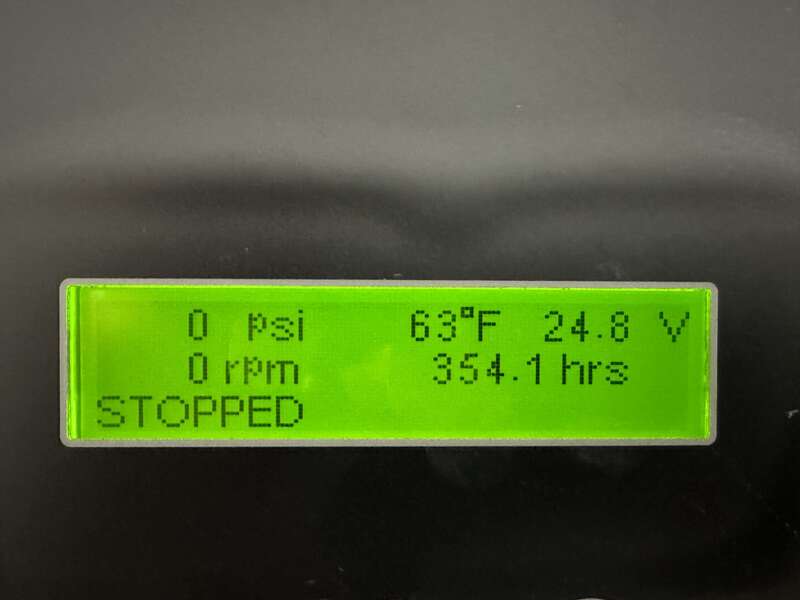 0 psi 63°F 24.8 V
0 rpm 354.1 hrs
STOPPED